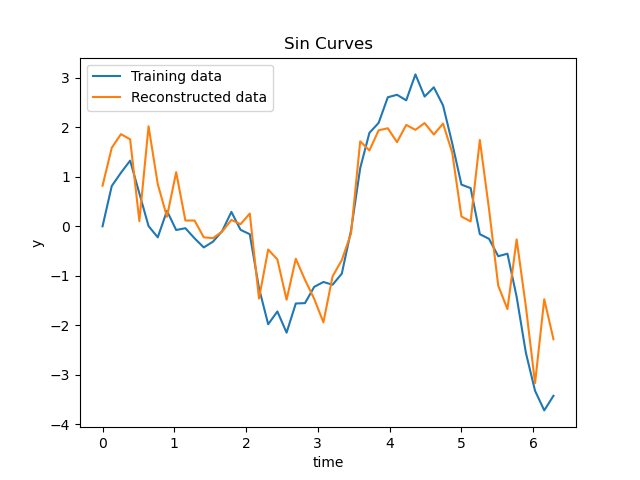 Sin Curves
Training data
Reconstructed data
3
2
1
0
−1
−2
−3
−4
y
0 1 2 3 4 5 6
time